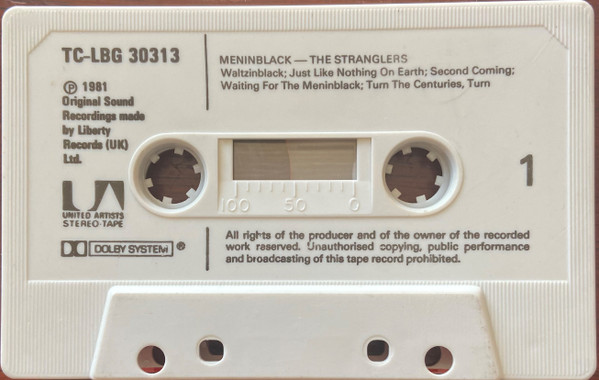 TC-LBG 30313
MENINBLACK — THE STRANGLERS
Waltzinblack; Just Like Nothing On Earth; Second Coming;
Waiting For The Meninblack; Turn The Centuries, Turn
℗ 1981
Original Sound
Recordings made
by Liberty
Records (UK)
Ltd.
UA
UNITED ARTISTS
STEREO-TAPE
DOLBY SYSTEM ®
100 50 0
1
All rights of the producer and of the owner of the recorded
work raserved. Unauthorised copying, public performance
and broadcasting of this tape record prohibited.